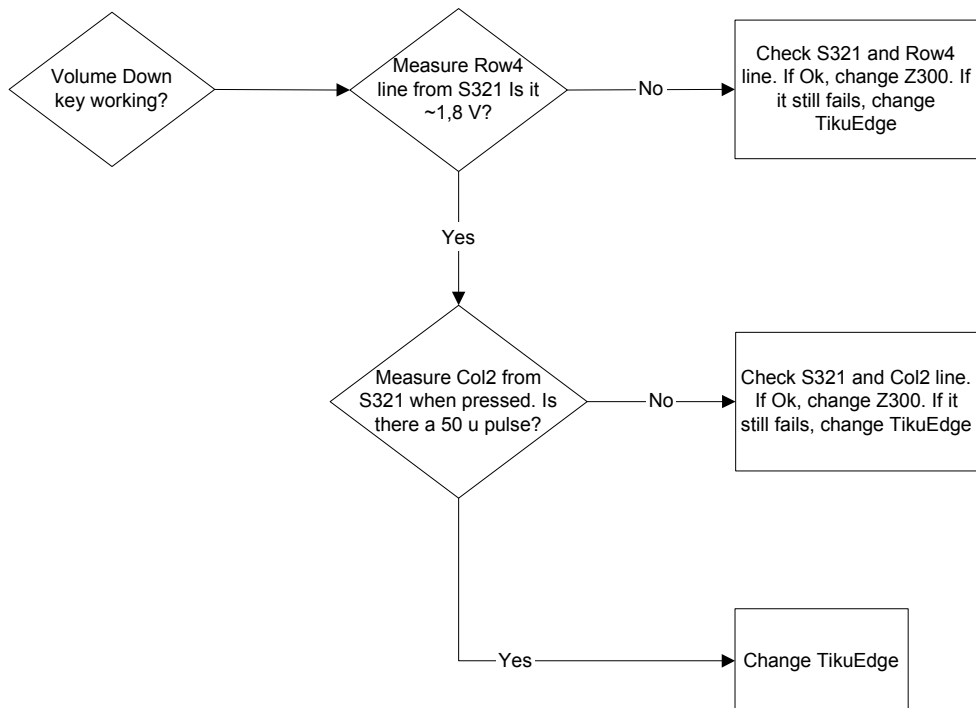 Volume Down
key working?
Measure Row4
line from S321 Is it
~1,8 V?
No
Check S321 and Row4
line. If Ok, change Z300. If
it still fails, change
TikuEdge
Yes
Measure Col2 from
S321 when pressed. Is
there a 50 u pulse?
No
Check S321 and Col2 line.
If Ok, change Z300. If it
still fails, change TikuEdge
Yes
Change TikuEdge